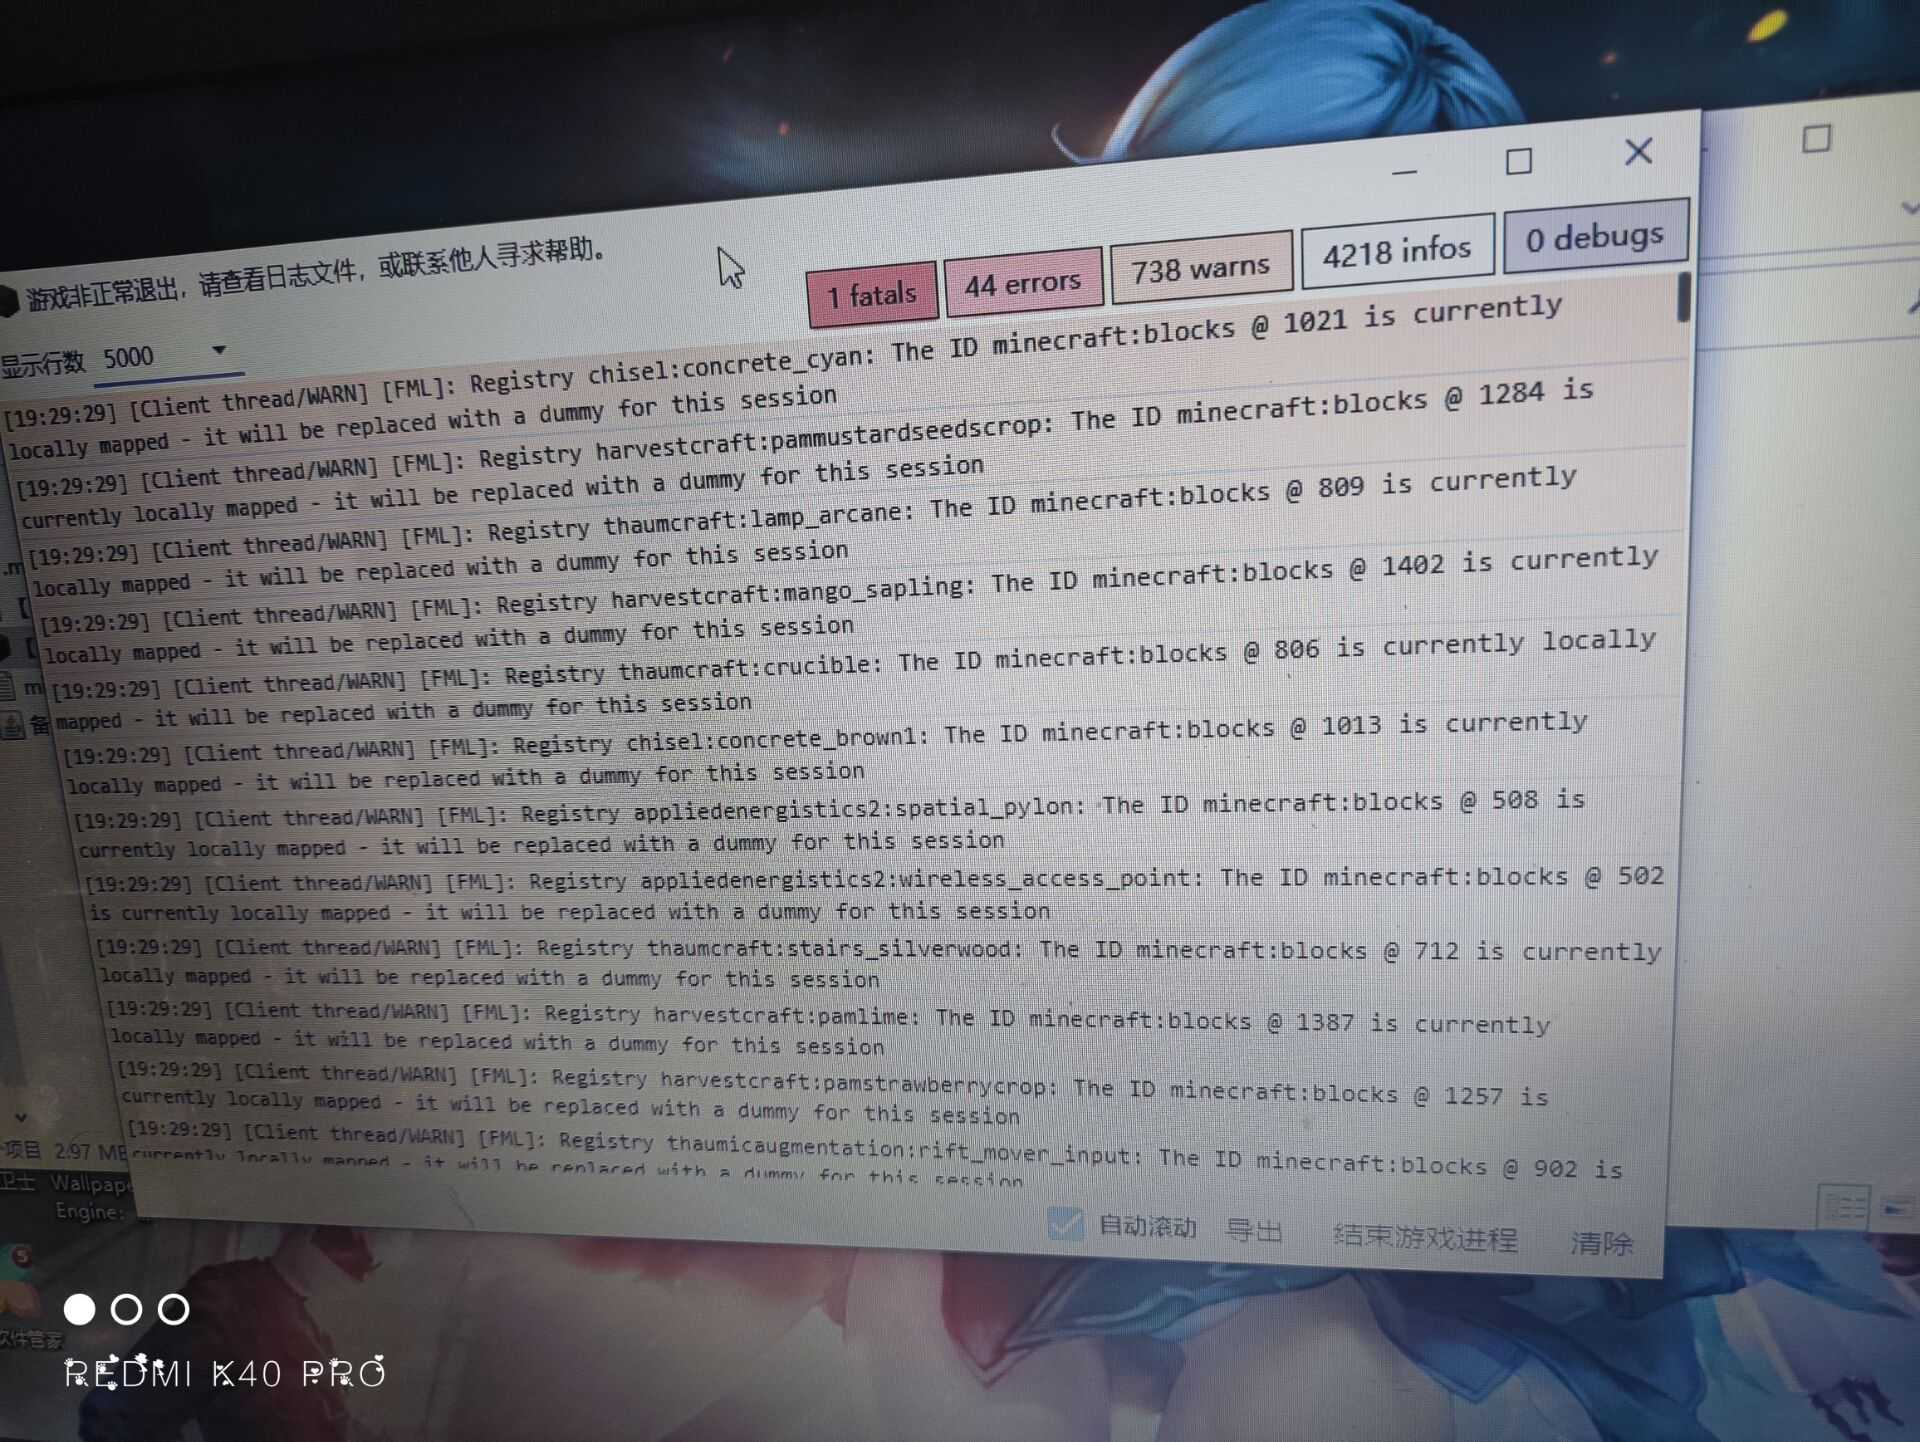 游戏非正常退出，请查看日志文件，或联系他人寻求帮助。
1 fatals
44 errors
738 warns
4218 infos
0 debugs
显示行数 5000
[19:29:29] [Client thread/WARN] [FML]: Registry chisel:concrete_cyan: The ID minecraft:blocks @ 1021 is currently
locally mapped - it will be replaced with a dummy for this session
[19:29:29] [Client thread/WARN] [FML]: Registry harvestcraft:pammustardseedscrop: The ID minecraft:blocks @ 1284 is
currently locally mapped - it will be replaced with a dummy for this session
[19:29:29] [Client thread/WARN] [FML]: Registry thaumcraft:lamp_arcane: The ID minecraft:blocks @ 809 is currently
locally mapped - it will be replaced with a dummy for this session
[19:29:29] [Client thread/WARN] [FML]: Registry harvestcraft:mango_sapling: The ID minecraft:blocks @ 1402 is currently
locally mapped - it will be replaced with a dummy for this session
[19:29:29] [Client thread/WARN] [FML]: Registry thaumcraft:crucible: The ID minecraft:blocks @ 806 is currently locally
mapped - it will be replaced with a dummy for this session
[19:29:29] [Client thread/WARN] [FML]: Registry chisel:concrete_brown1: The ID minecraft:blocks @ 1013 is currently
locally mapped - it will be replaced with a dummy for this session
[19:29:29] [Client thread/WARN] [FML]: Registry appliedenergistics2:spatial_pylon: The ID minecraft:blocks @ 508 is
currently locally mapped - it will be replaced with a dummy for this session
[19:29:29] [Client thread/WARN] [FML]: Registry appliedenergistics2:wireless_access_point: The ID minecraft:blocks @ 502
is currently locally mapped - it will be replaced with a dummy for this session
[19:29:29] [Client thread/WARN] [FML]: Registry thaumcraft:stairs_silverwood: The ID minecraft:blocks @ 712 is currently
locally mapped - it will be replaced with a dummy for this session
[19:29:29] [Client thread/WARN] [FML]: Registry harvestcraft:pamlime: The ID minecraft:blocks @ 1387 is currently
locally mapped - it will be replaced with a dummy for this session
[19:29:29] [Client thread/WARN] [FML]: Registry harvestcraft:pamstrawberrycrop: The ID minecraft:blocks @ 1257 is
currently locally mapped - it will be replaced with a dummy for this session
[19:29:29] [Client thread/WARN] [FML]: Registry thaumicaugmentation:rift_mover_input: The ID minecraft:blocks @ 902 is
currently locally mapped - it will be replaced with a dummy for this session
自动滚动 导出 结束游戏进程 清除
备
项目 2.97 MB
卫士 Wallpape
Engine:
软件管家
REDMI K40 PRO